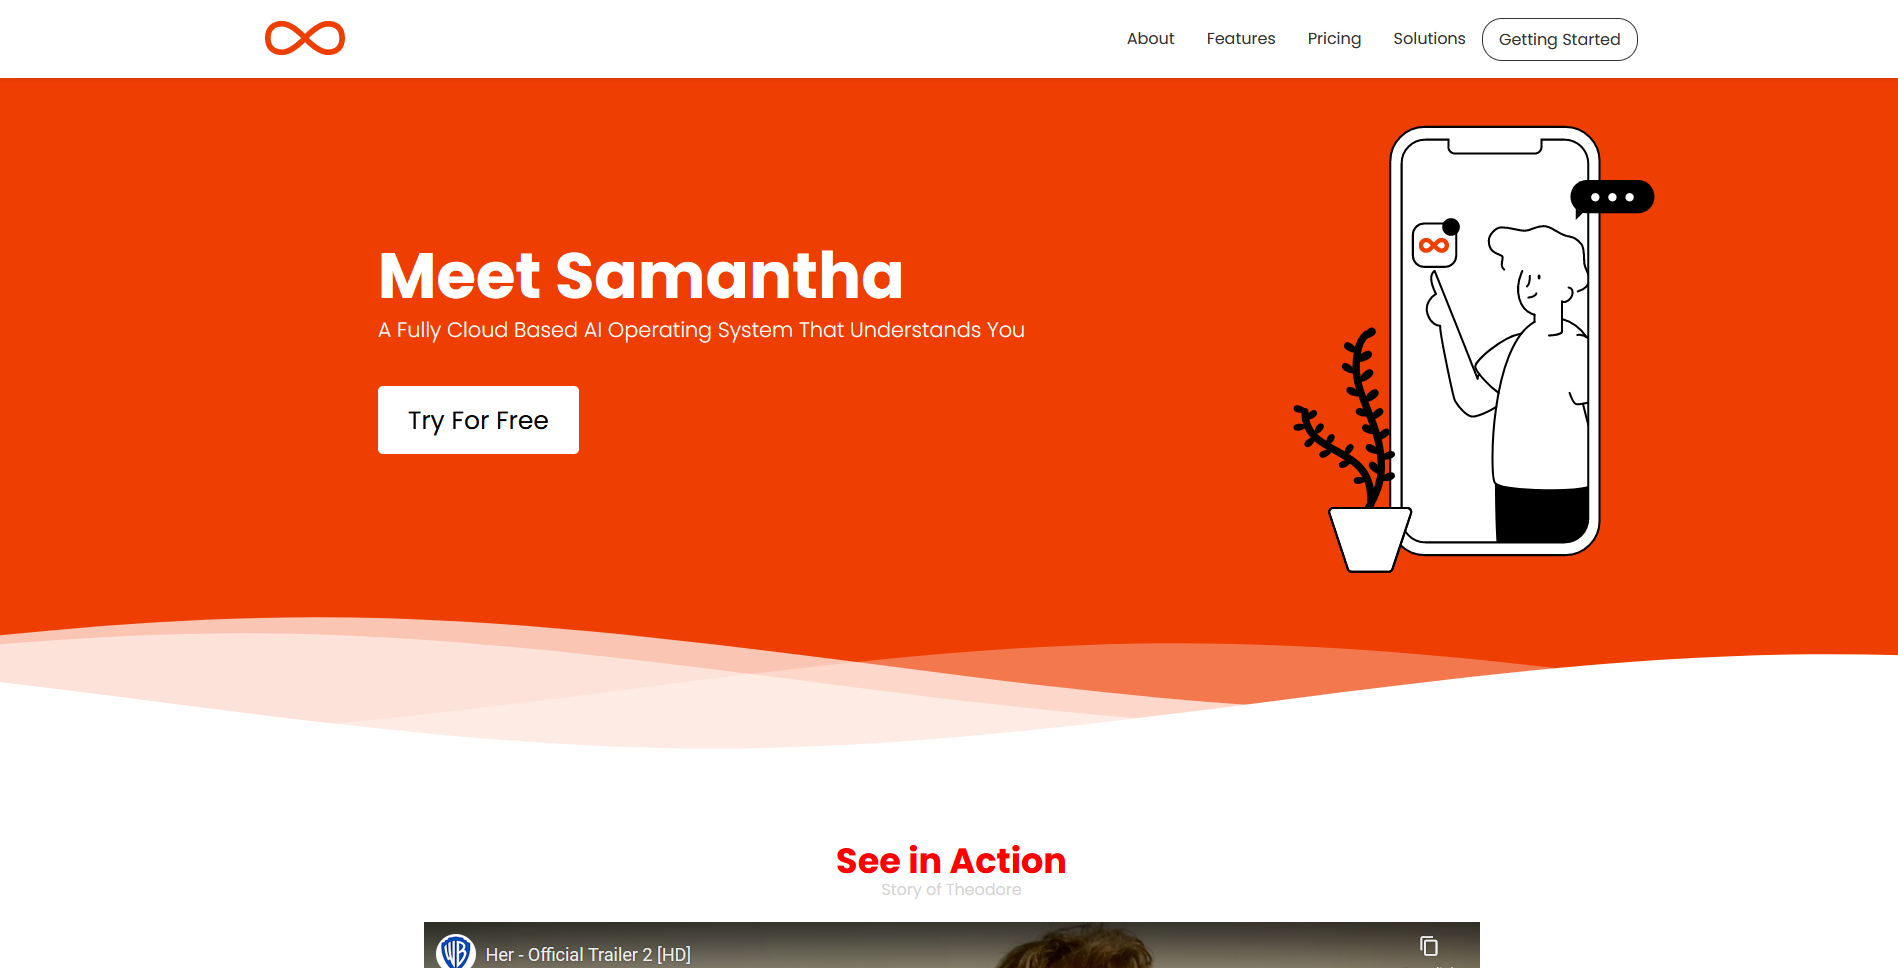 About Features Pricing Solutions Getting Started
Meet Samantha
A Fully Cloud Based AI Operating System That Understands You
Try For Free
See in Action
Story of Theodore
WB Her - Official Trailer 2 [HD]